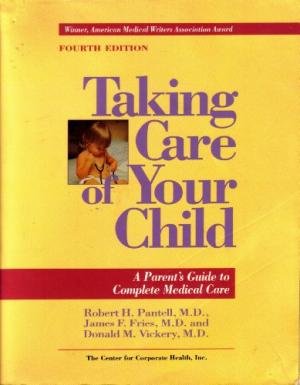 Winner, American Medical Writers Association Award
FOURTH EDITION
Taking
Care
of Your
Child
A Parent's Guide to
Complete Medical Care
Robert H. Pantell, M.D.,
James F. Fries, M.D. and
Donald M. Vickery, M.D.
The Center for Corporate Health, Inc.